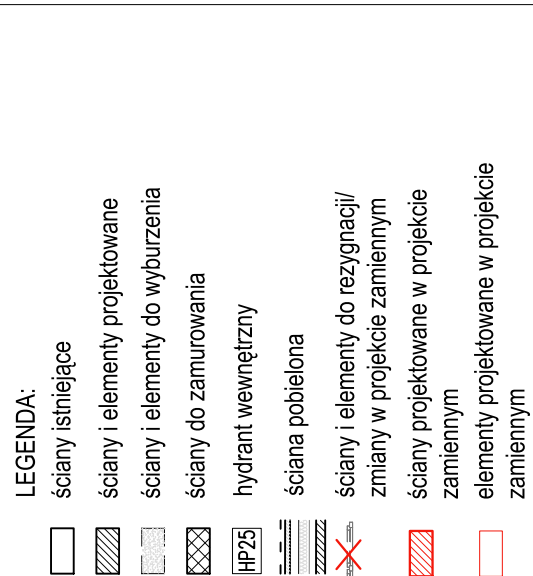 LEGENDA:
ściany istniejące
ściany i elementy projektowane
ściany i elementy do wyburzenia
ściany do zamurowania
HP25 hydrant wewnętrzny
ściana pobielona
ściany i elementy do rezygnacji/
zmiany w projekcie zamiennym
ściany projektowane w projekcie
zamiennym
elementy projektowane w projekcie
zamiennym